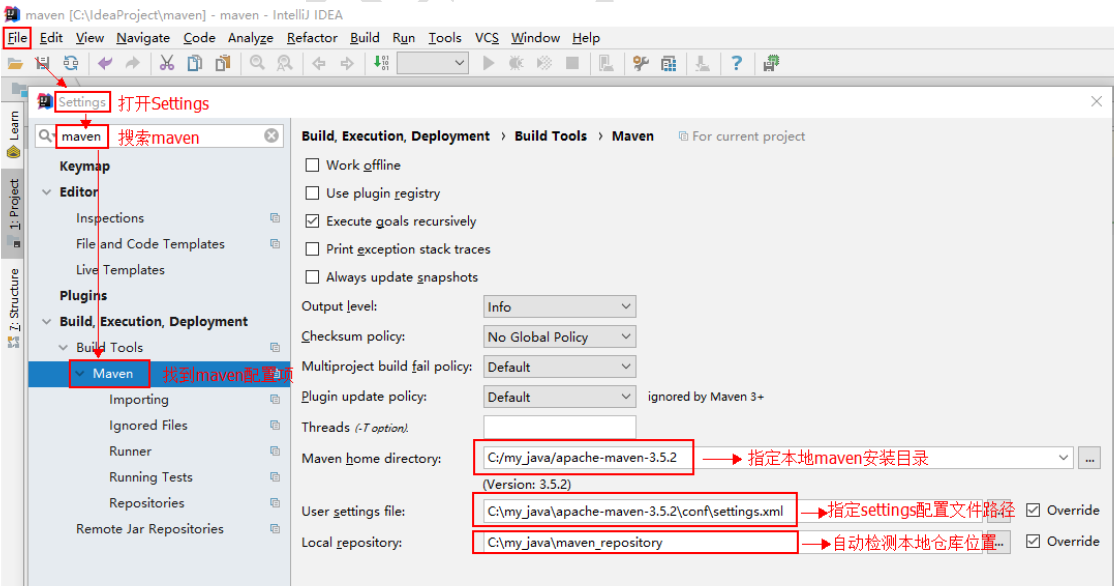 maven [C:\IdeaProject\maven] - maven - IntelliJ IDEA
File Edit View Navigate Code Analyze Refactor Build Run Tools VCS Window Help
Settings 打开Settings
maven 搜索maven
Learn
1: Project
7: Structure
Keymap
Editor
Inspections
File and Code Templates
Live Templates
Plugins
Build, Execution, Deployment
Build Tools
Maven 找到maven配置项
Importing
Ignored Files
Runner
Running Tests
Repositories
Remote Jar Repositories
Build, Execution, Deployment › Build Tools › Maven For current project
Work offline
Use plugin registry
Execute goals recursively
Print exception stack traces
Always update snapshots
Output level: Info
Checksum policy: No Global Policy
Multiproject build fail policy: Default
Plugin update policy: Default ignored by Maven 3+
Threads (-T option).
Maven home directory: C:/my_java/apache-maven-3.5.2 指定本地maven安装目录 ...
(Version: 3.5.2)
User settings file: C:\my_java\apache-maven-3.5.2\conf\settings.xml 指定settings配置文件路径 Override
Local repository: C:\my_java\maven_repository 自动检测本地仓库位置 ... Override